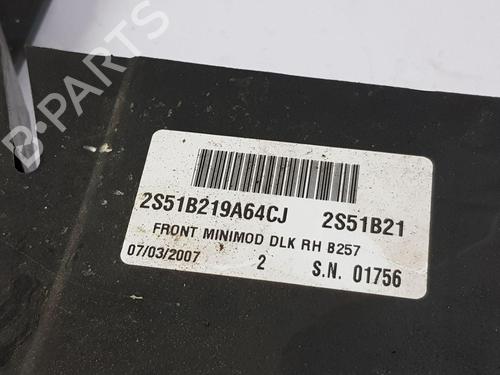 B-PARTS
2S51B219A64CJ 2S51B21
FRONT MINIMOD DLK RH B257
07/03/2007 2 S.N. 01756